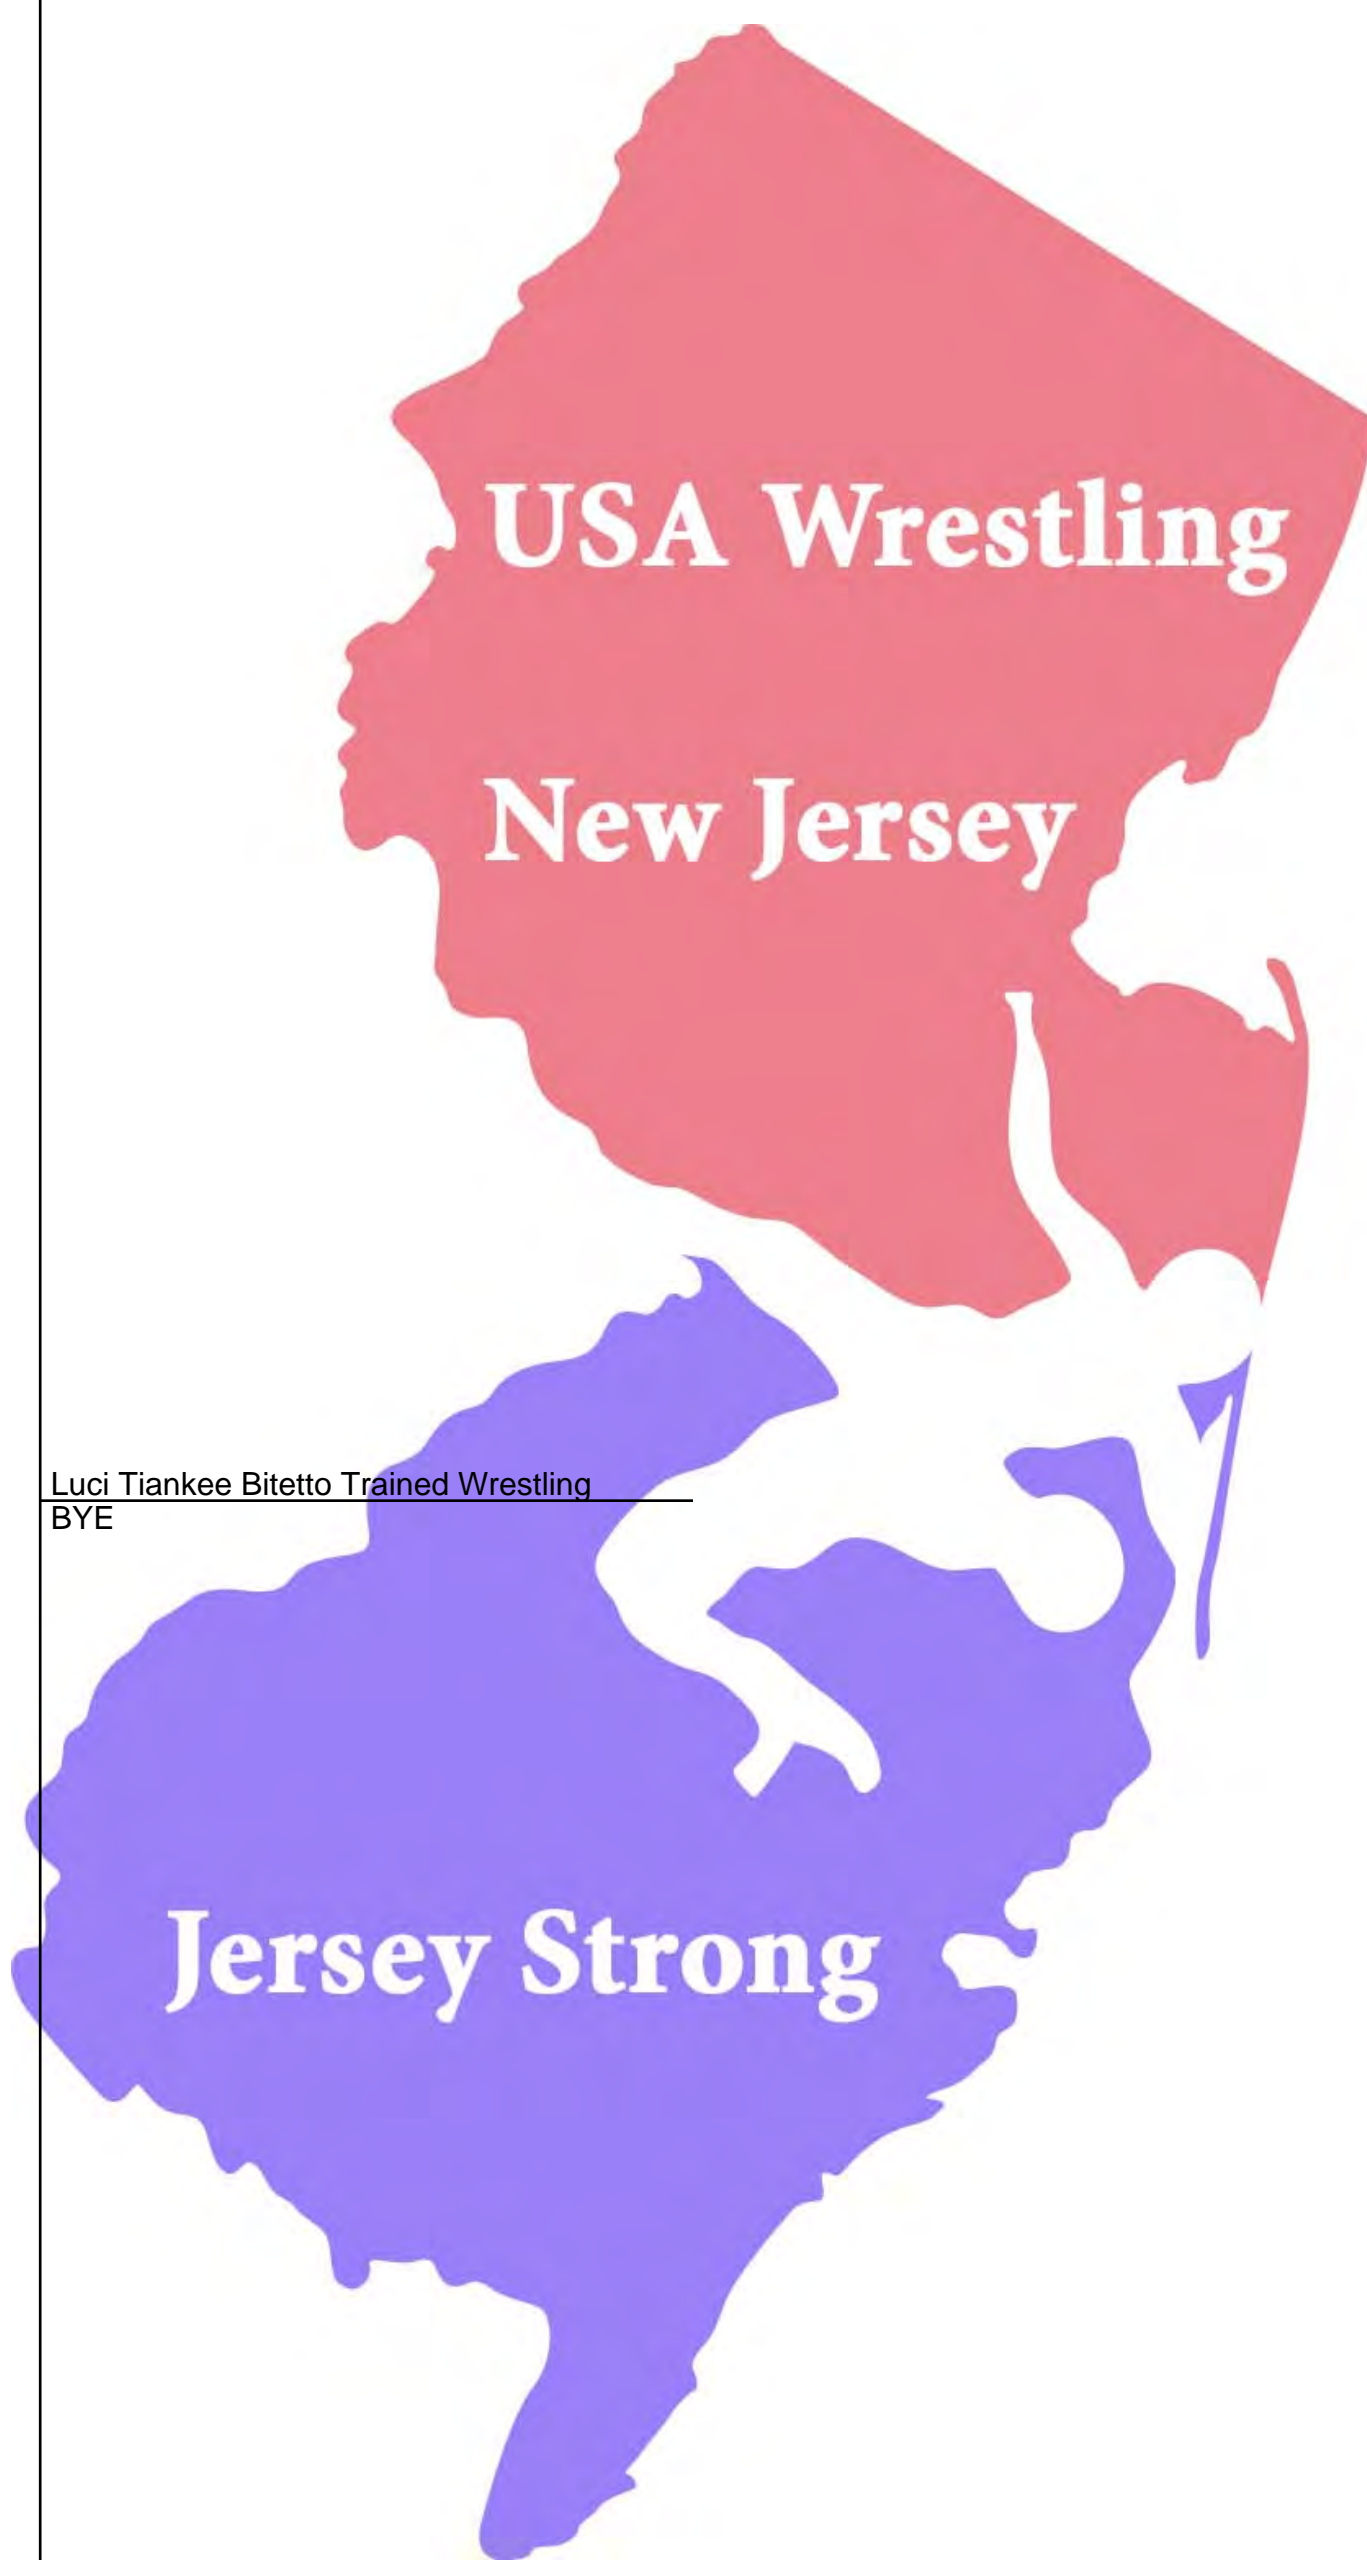 USA Wrestling
New Jersey
Luci Tiankee Bitetto Trained Wrestling
BYE
Jersey Strong